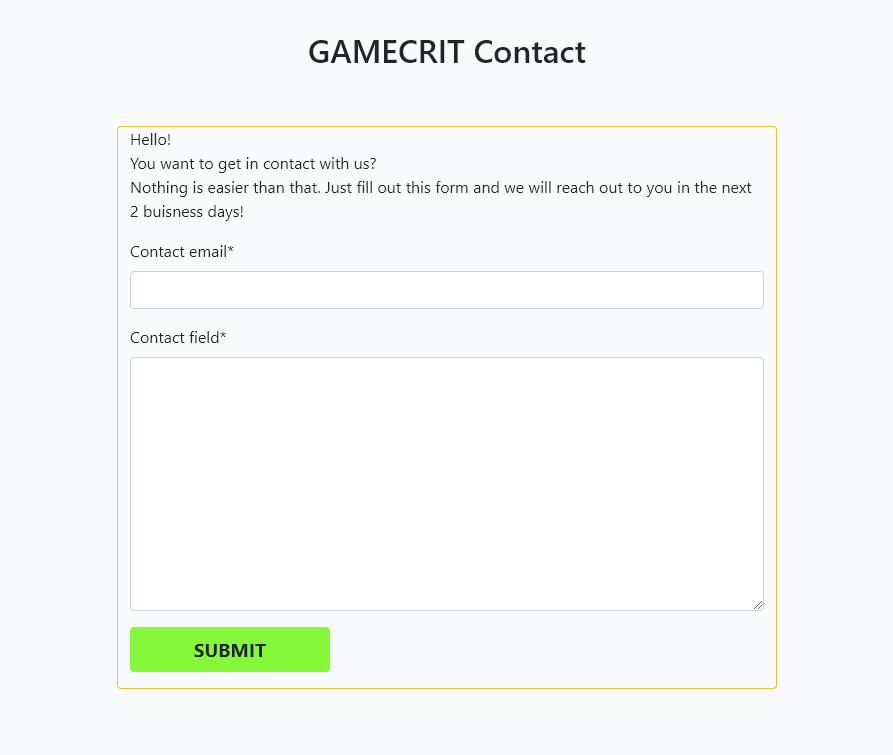 GAMECRIT Contact
Hello!
You want to get in contact with us?
Nothing is easier than that. Just fill out this form and we will reach out to you in the next
2 buisness days!
Contact email*
Contact field*
SUBMIT